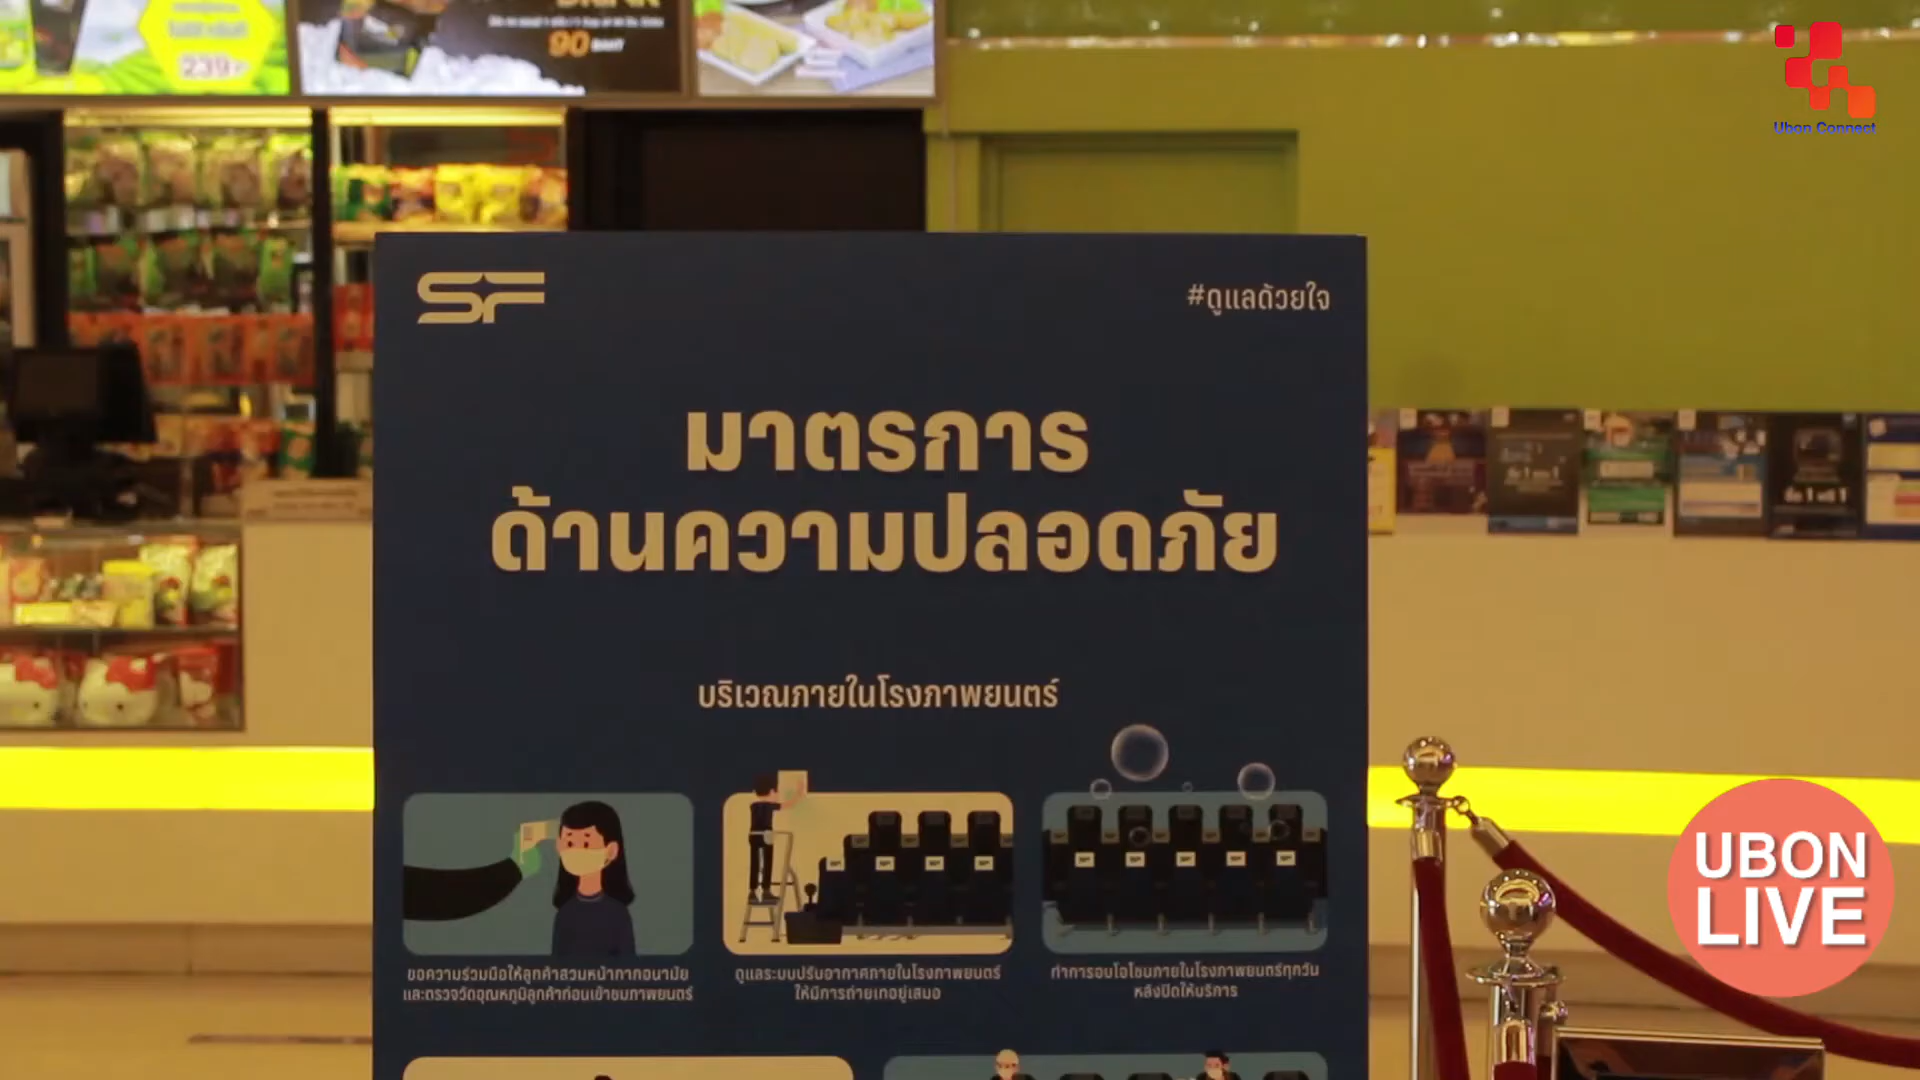 239.-
90 BAHT
Ubon Connect
SF
#ดูแลด้วยใจ
มาตรการ
ด้านความปลอดภัย
บริเวณภายในโรงภาพยนตร์
ขอความร่วมมือให้ลูกค้าสวมหน้ากากอนามัย
และตรวจวัดอุณหภูมิลูกค้าก่อนเข้าชมภาพยนตร์
ดูแลระบบปรับอากาศภายในโรงภาพยนตร์
ให้มีการถ่ายเทอยู่เสมอ
ทำการอบโอโซนภายในโรงภาพยนตร์ทุกวัน
หลังปิดให้บริการ
UBON
LIVE